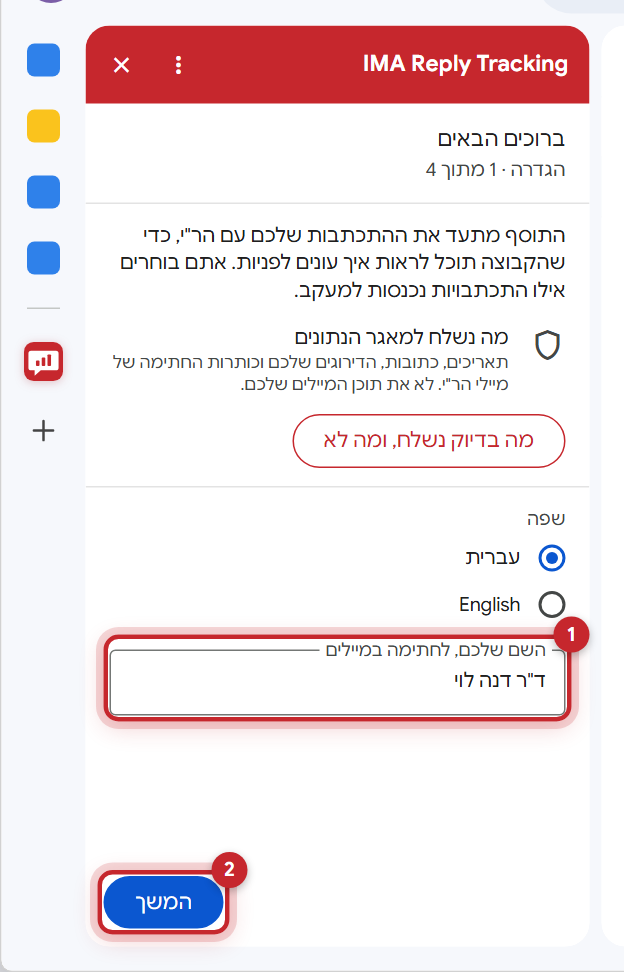 IMA Reply Tracking
ברוכים הבאים
הגדרה · 1 מתוך 4
התוסף מתעד את ההתכתבות שלכם עם הר"י, כדי
שהקבוצה תוכל לראות איך עונים לפניות. אתם בוחרים
אילו התכתבויות נכנסות למעקב.
מה נשלח למאגר הנתונים
תאריכים, כתובות, הדירוגים שלכם וכותרות החתימה של
מיילי הר"י. לא את תוכן המיילים שלכם.
מה בדיוק נשלח, ומה לא
שפה
עברית
English
1
השם שלכם, לחתימה במיילים
ד"ר דנה לוי
2
המשך